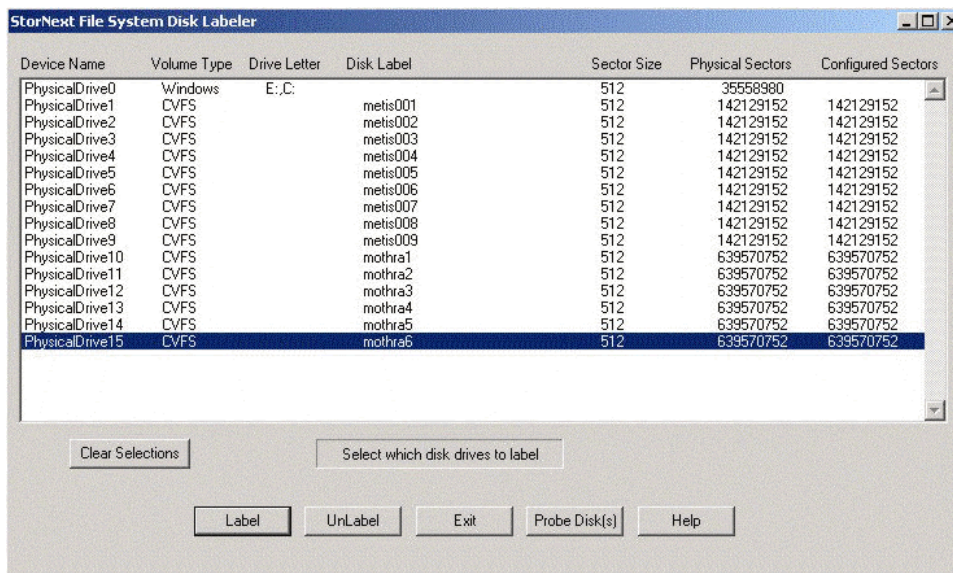 StorNext File System Disk Labeler
Device Name Volume Type Drive Letter Disk Label Sector Size Physical Sectors Configured Sectors
PhysicalDrive0 Windows E:,C: 512 35558980
PhysicalDrive1 CVFS metis001 512 142129152 142129152
PhysicalDrive2 CVFS metis002 512 142129152 142129152
PhysicalDrive3 CVFS metis003 512 142129152 142129152
PhysicalDrive4 CVFS metis004 512 142129152 142129152
PhysicalDrive5 CVFS metis005 512 142129152 142129152
PhysicalDrive6 CVFS metis006 512 142129152 142129152
PhysicalDrive7 CVFS metis007 512 142129152 142129152
PhysicalDrive8 CVFS metis008 512 142129152 142129152
PhysicalDrive9 CVFS metis009 512 142129152 142129152
PhysicalDrive10 CVFS mothra1 512 639570752 639570752
PhysicalDrive11 CVFS mothra2 512 639570752 639570752
PhysicalDrive12 CVFS mothra3 512 639570752 639570752
PhysicalDrive13 CVFS mothra4 512 639570752 639570752
PhysicalDrive14 CVFS mothra5 512 639570752 639570752
PhysicalDrive15 CVFS mothra6 512 639570752 639570752
Clear Selections Select which disk drives to label
Label UnLabel Exit Probe Disk(s) Help